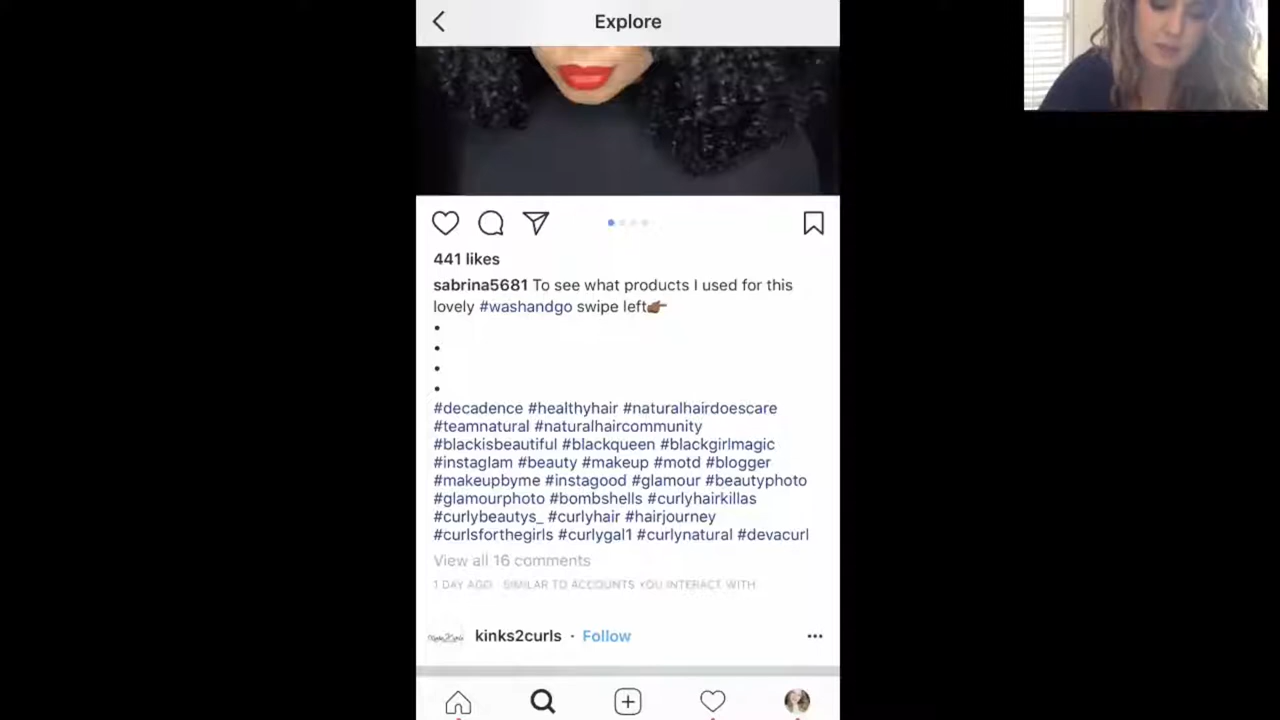 Explore
441 likes
sabrina5681 To see what products I used for this
lovely #washandgo swipe left
#decadence #healthyhair #naturalhairdoescare
#teamnatural #naturalhaircommunity
#blackisbeautiful #blackqueen #blackgirlmagic
#instaglam #beauty #makeup #motd #blogger
#makeupbyme #instagood #glamour #beautyphoto
#glamourphoto #bombshells #curlyhairkillas
#curlybeautys_ #curlyhair #hairjourney
#curlsforthegirls #curlygal1 #curlynatural #devacurl
View all 16 comments
1 DAY AGO · SIMILAR TO ACCOUNTS YOU INTERACT WITH
kinks2curls · Follow